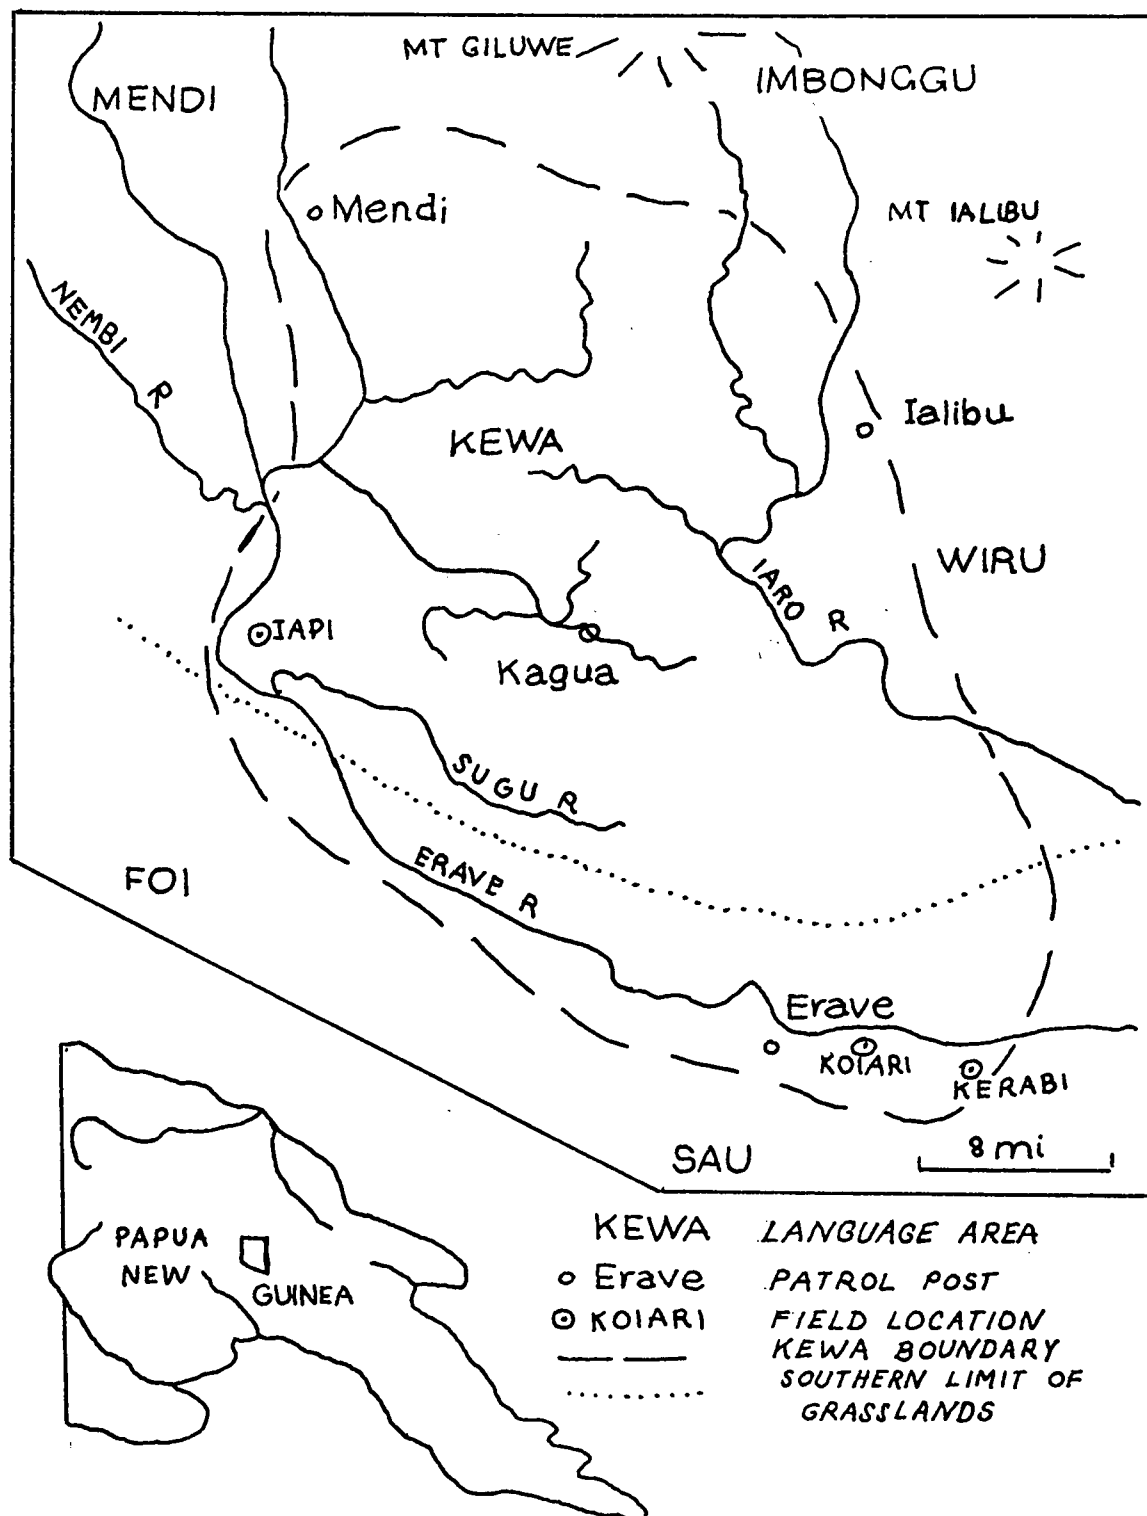 MT GILUWE
IMBONGGU
MENDI
Mendi
MT IALIBU
NEMBI R
Ialibu
KEWA
WIRU
IARO R
IAPI
Kagua
SUGU R
ERAVE R
FOI
Erave
KOIARI
KERABI
8 mi
SAU
PAPUA
NEW
GUINEA
KEWA LANGUAGE AREA
Erave PATROL POST
KOIARI FIELD LOCATION
KEWA BOUNDARY
SOUTHERN LIMIT OF
GRASSLANDS